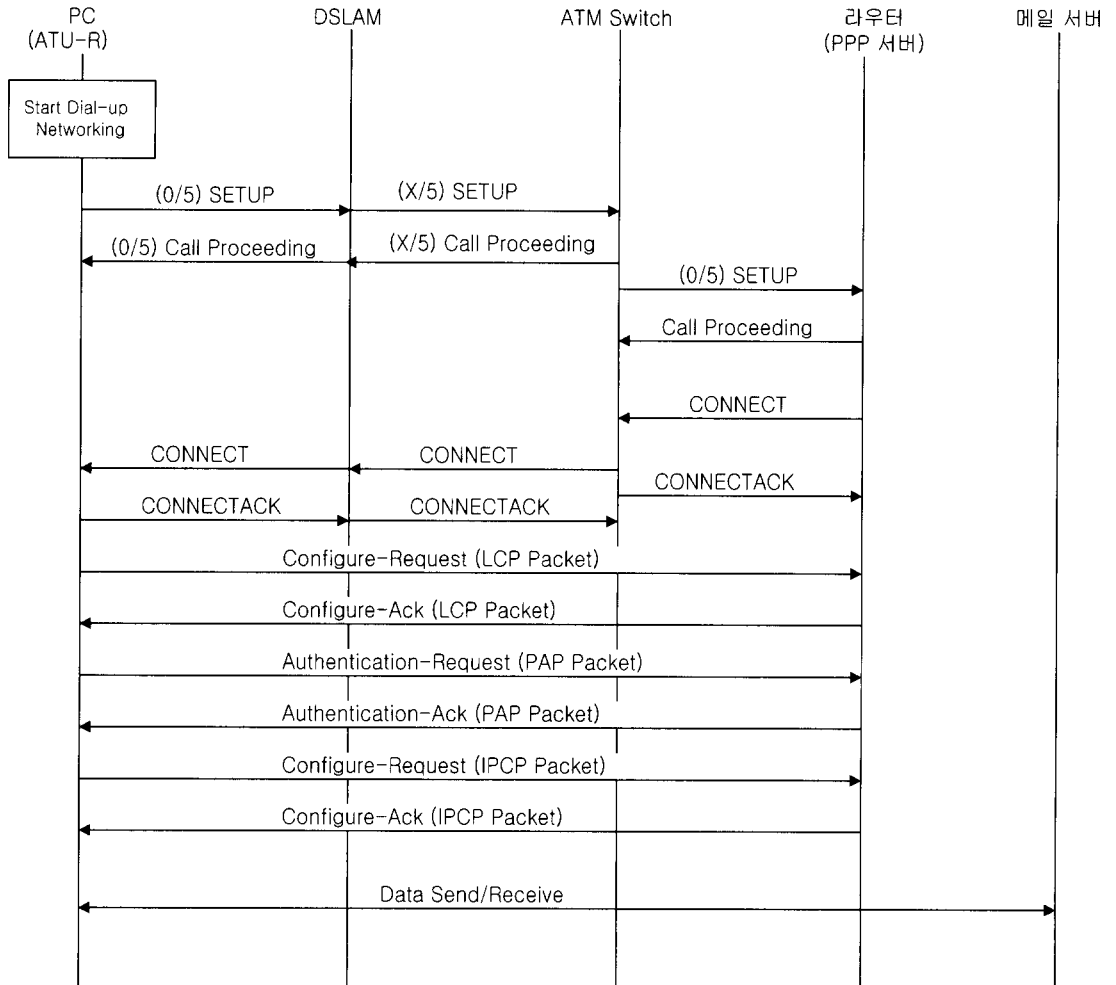 PC
(ATU-R)
DSLAM
ATM Switch
라우터
(PPP 서버)
메일 서버
Start Dial-up
Networking
(0/5) SETUP
(X/5) SETUP
(0/5) Call Proceeding
(X/5) Call Proceeding
(0/5) SETUP
Call Proceeding
CONNECT
CONNECT
CONNECT
CONNECTACK
CONNECTACK
CONNECTACK
Configure-Request (LCP Packet)
Configure-Ack (LCP Packet)
Authentication-Request (PAP Packet)
Authentication-Ack (PAP Packet)
Configure-Request (IPCP Packet)
Configure-Ack (IPCP Packet)
Data Send/Receive